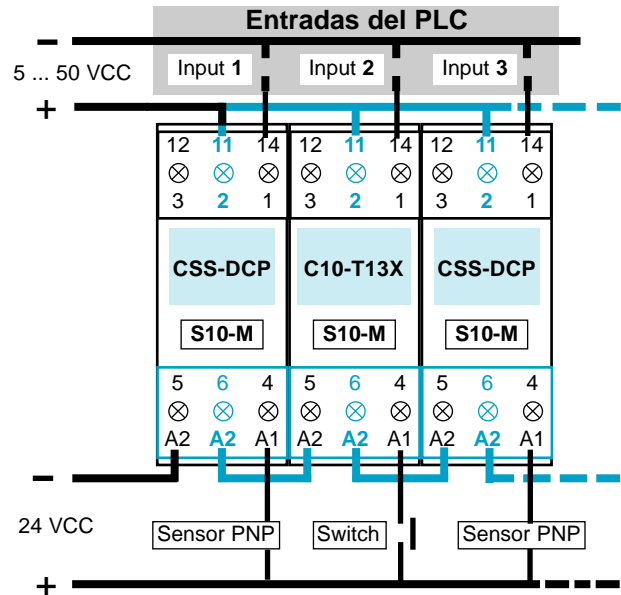 Entradas del PLC
−
5 ... 50 VCC
Input 1 Input 2 Input 3
+
12 11 14 12 11 14 12 11 14
3 2 1 3 2 1 3 2 1
CSS-DCP C10-T13X CSS-DCP
S10-M S10-M S10-M
5 6 4 5 6 4 5 6 4
A2 A2 A1 A2 A2 A1 A2 A2 A1
−
24 VCC
Sensor PNP Switch Sensor PNP
+